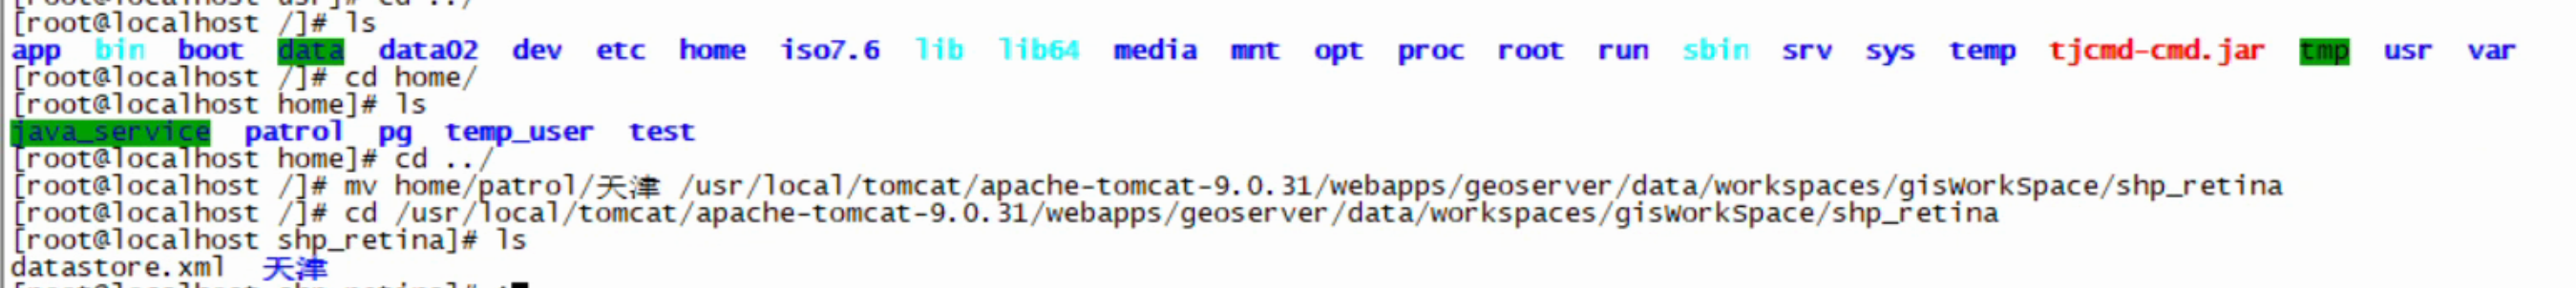 [root@localhost usr]# cd ../
[root@localhost /]# ls
app bin boot data data02 dev etc home iso7.6 lib lib64 media mnt opt proc root run sbin srv sys temp tjcmd-cmd.jar tmp usr var
[root@localhost /]# cd home/
[root@localhost home]# ls
java_service patrol pg temp_user test
[root@localhost home]# cd ../
[root@localhost /]# mv home/patrol/天津 /usr/local/tomcat/apache-tomcat-9.0.31/webapps/geoserver/data/workspaces/gisWorkSpace/shp_retina
[root@localhost /]# cd /usr/local/tomcat/apache-tomcat-9.0.31/webapps/geoserver/data/workspaces/gisWorkSpace/shp_retina
[root@localhost shp_retina]# ls
datastore.xml 天津